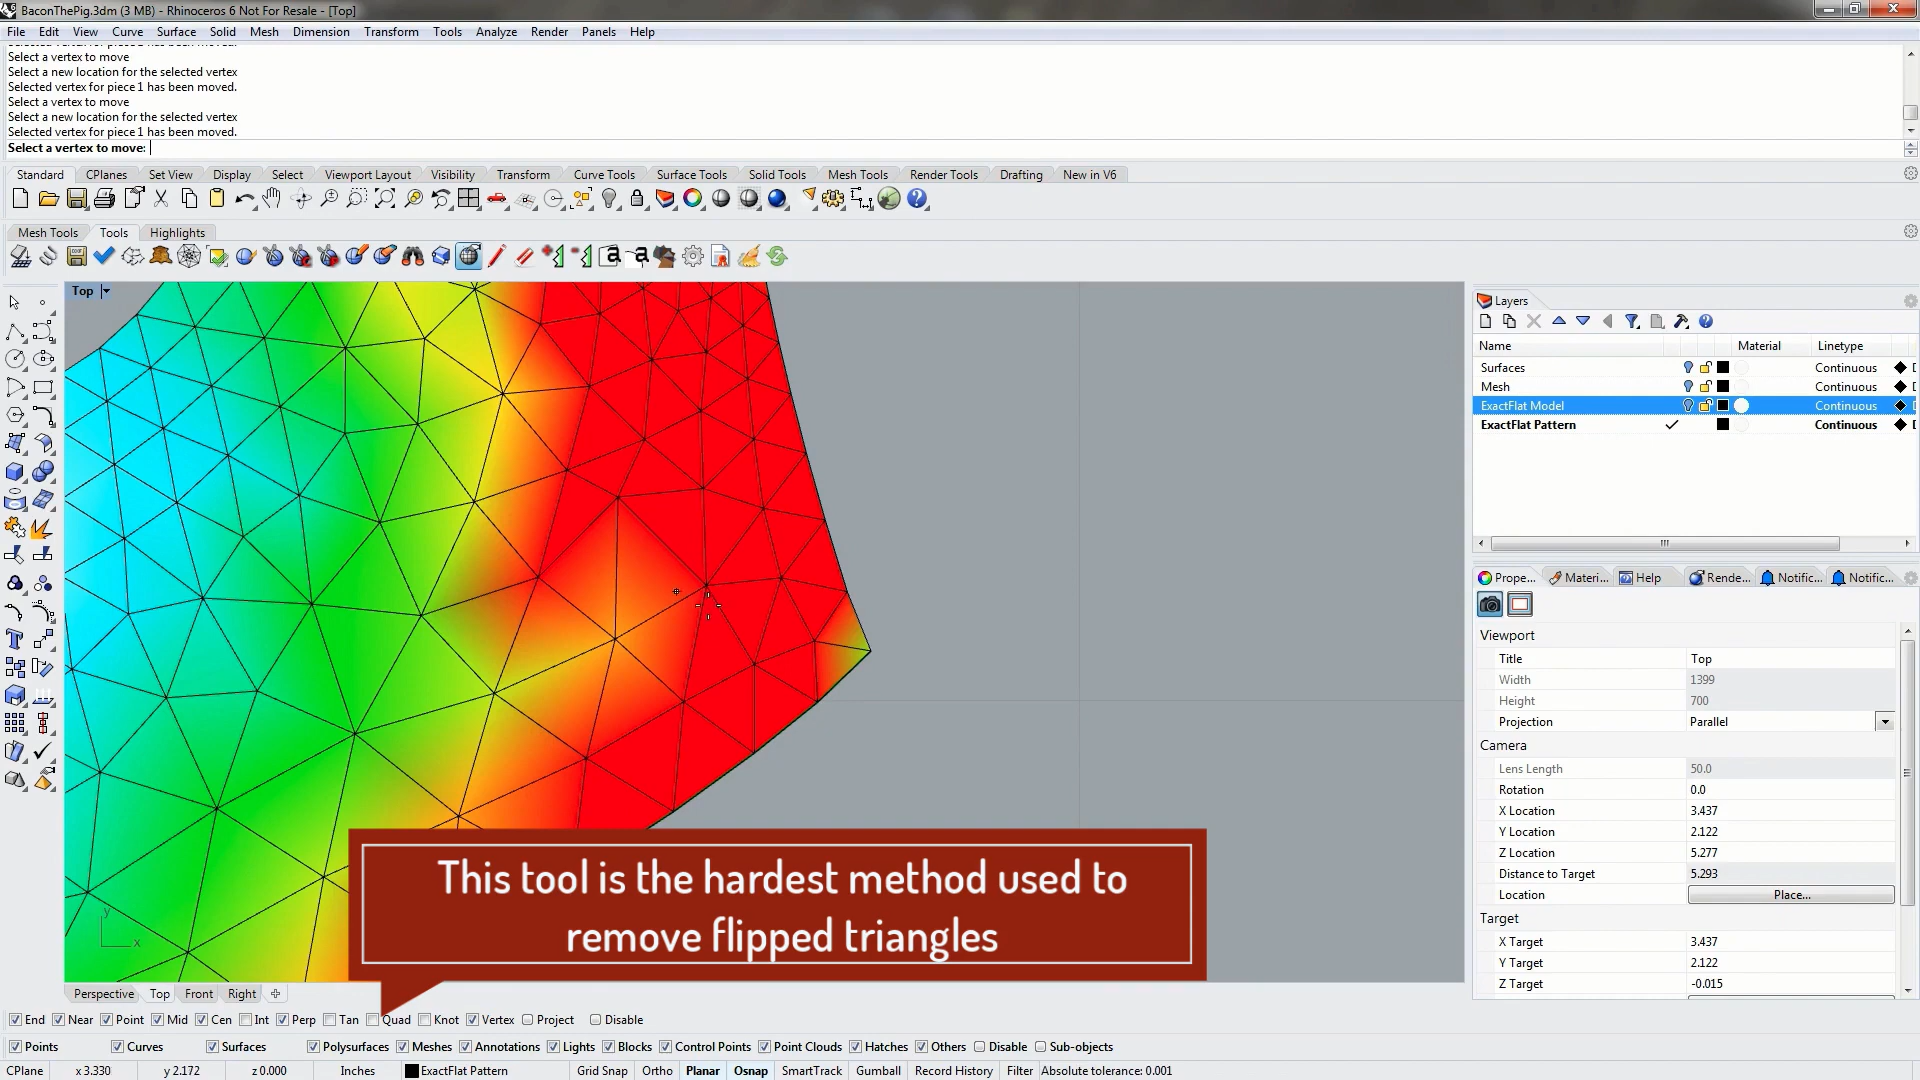 BaconThePig.3dm (3 MB) - Rhinoceros 6 Not For Resale - [Top]
File Edit View Curve Surface Solid Mesh Dimension Transform Tools Analyze Render Panels Help
Select a vertex to move
Select a new location for the selected vertex
Selected vertex for piece 1 has been moved.
Select a vertex to move
Select a new location for the selected vertex
Selected vertex for piece 1 has been moved.
Select a vertex to move:
Standard CPlanes Set View Display Select Viewport Layout Visibility Transform Curve Tools Surface Tools Solid Tools Mesh Tools Render Tools Drafting New in V6
Mesh Tools Tools Highlights
Top
Layers
Name Material Linetype
Surfaces Continuous
Mesh Continuous
ExactFlat Model Continuous
ExactFlat Pattern Continuous
Prope... Materi... Help Rende... Notific... Notific...
Viewport
Title Top
Width 1399
Height 700
Projection Parallel
Camera
Lens Length 50.0
Rotation 0.0
X Location 3.437
Y Location 2.122
Z Location 5.277
Distance to Target 5.293
Location Place...
Target
X Target 3.437
Y Target 2.122
Z Target -0.015
y
x
This tool is the hardest method used to
remove flipped triangles
Perspective Top Front Right
End Near Point Mid Cen Int Perp Tan Quad Knot Vertex Project Disable
Points Curves Surfaces Polysurfaces Meshes Annotations Lights Blocks Control Points Point Clouds Hatches Others Disable Sub-objects
CPlane x 3.330 y 2.172 z 0.000 Inches ExactFlat Pattern Grid Snap Ortho Planar Osnap SmartTrack Gumball Record History Filter Absolute tolerance: 0.001